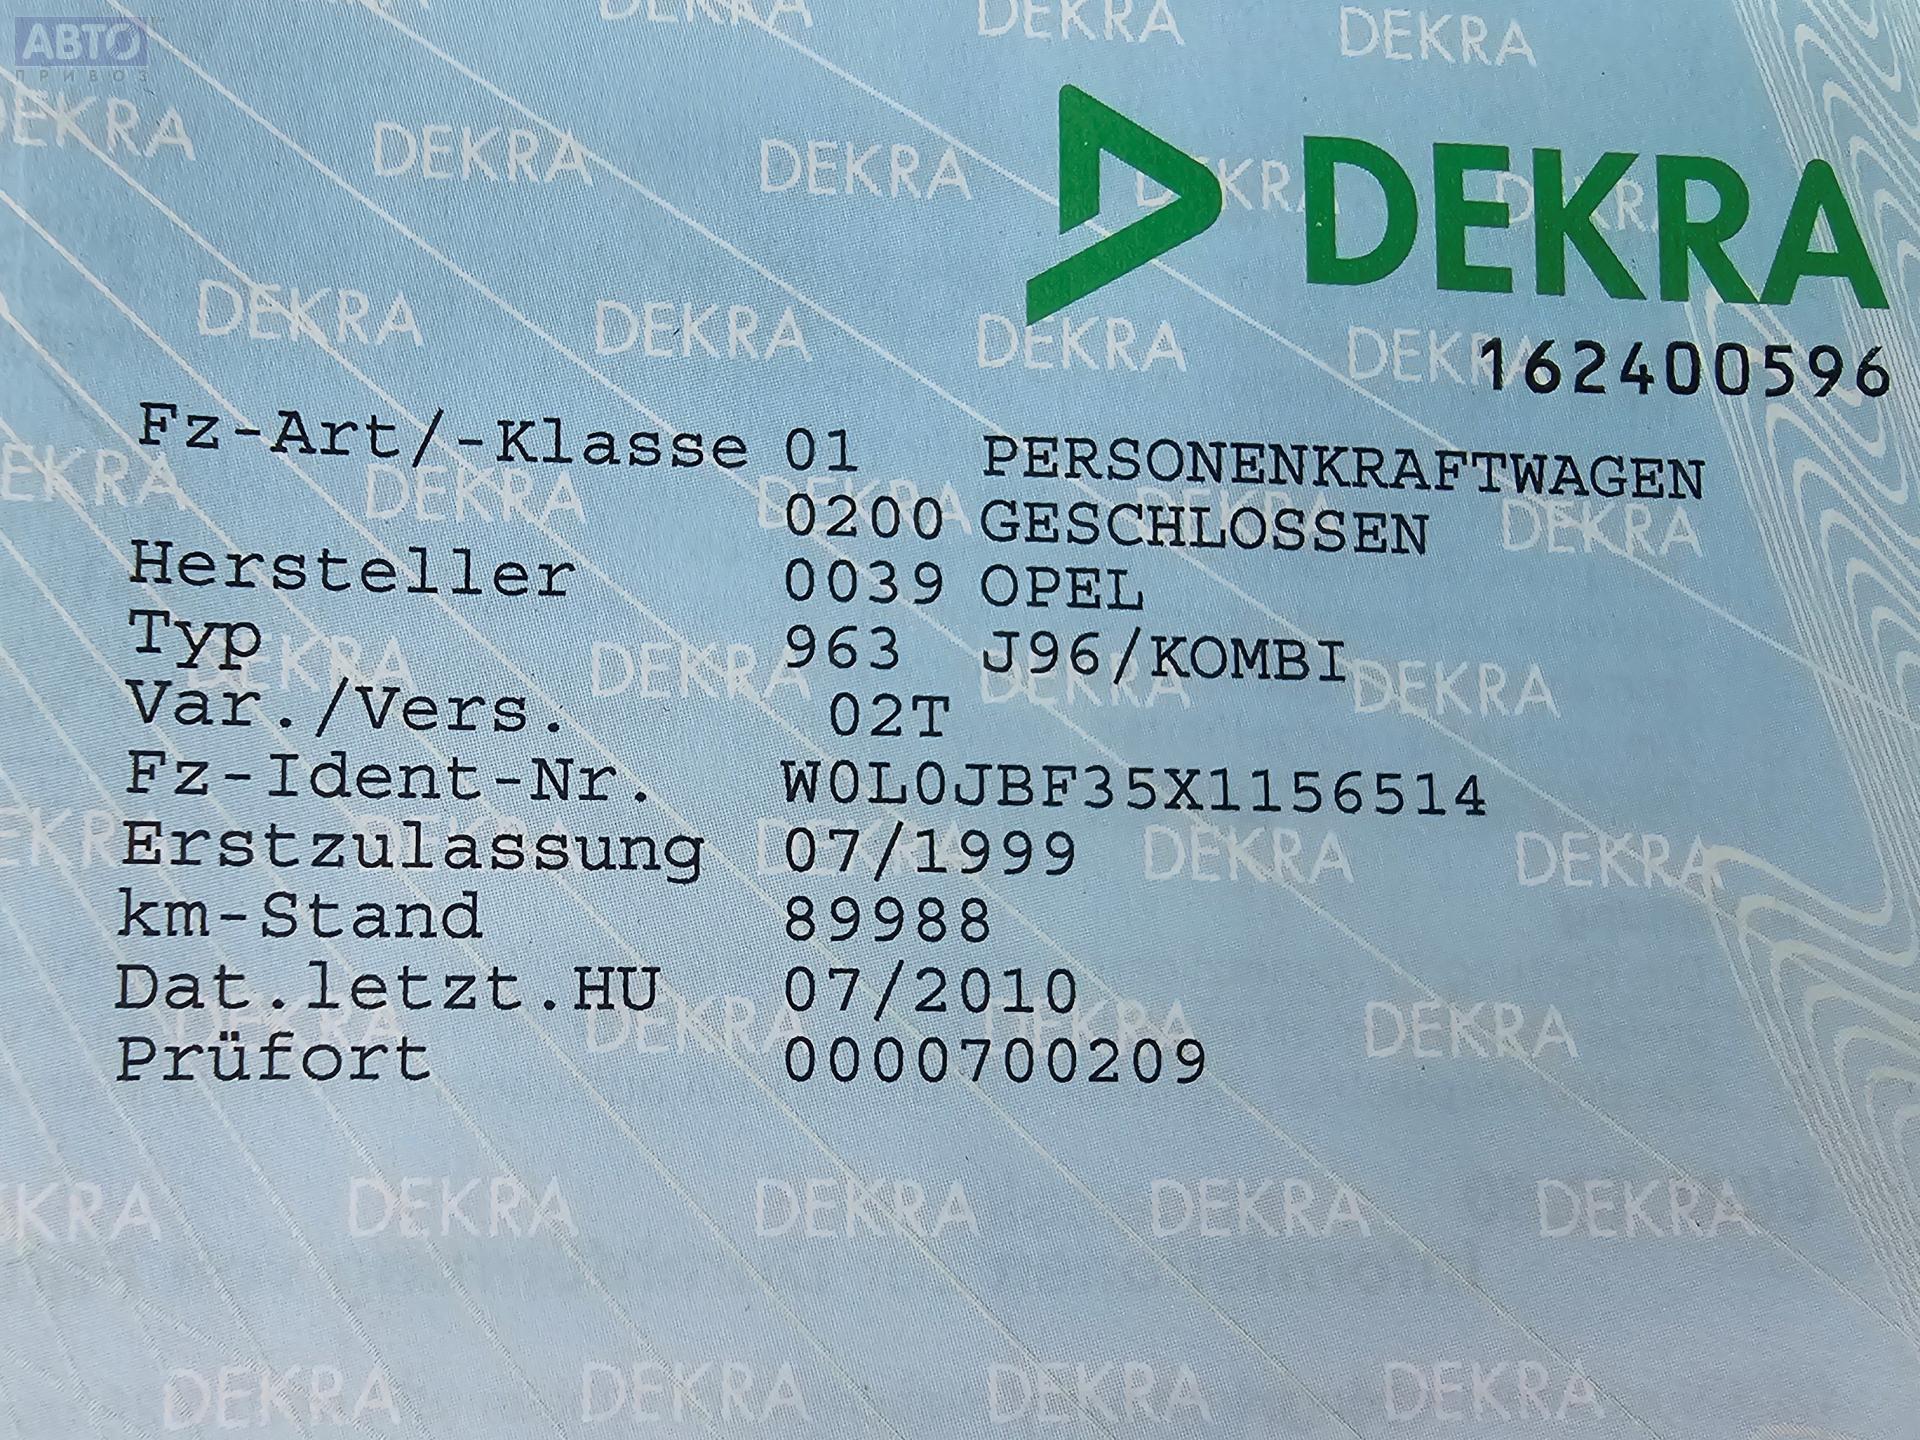 АВТО
ПРИВОЗ
DEKRA
162400596
Fz-Art/-Klasse 01 PERSONENKRAFTWAGEN
0200 GESCHLOSSEN
Hersteller 0039 OPEL
Typ 963 J96/KOMBI
Var./Vers. 02T
Fz-Ident-Nr. W0L0JBF35X1156514
Erstzulassung 07/1999
km-Stand 89988
Dat.letzt.HU 07/2010
Prüfort 0000700209